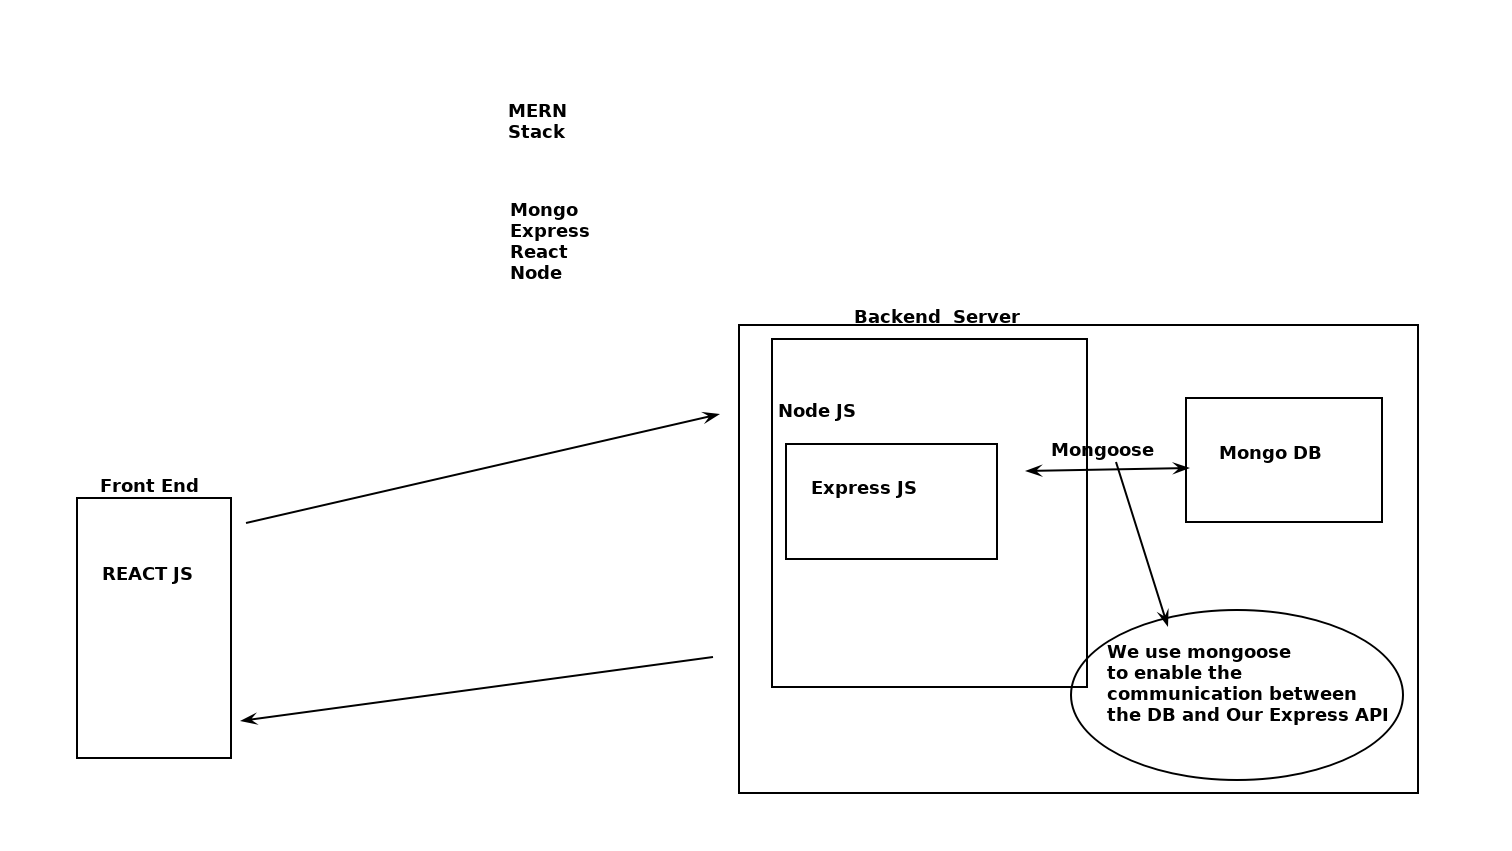 MERN
Stack
Mongo
Express
React
Node
Backend  Server
Node JS
Mongoose
Mongo DB
Front End
Express JS
REACT JS
We use mongoose
to enable the
communication between
the DB and Our Express API